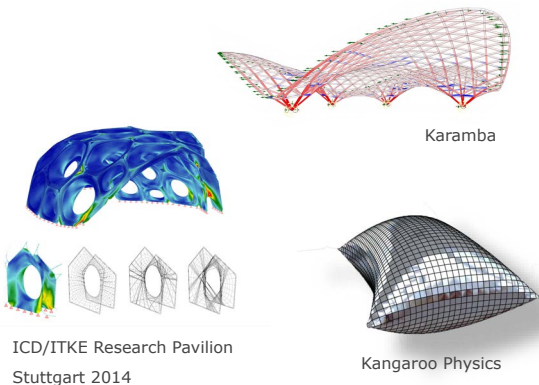 Karamba
ICD/ITKE Research Pavilion
Stuttgart 2014
Kangaroo Physics